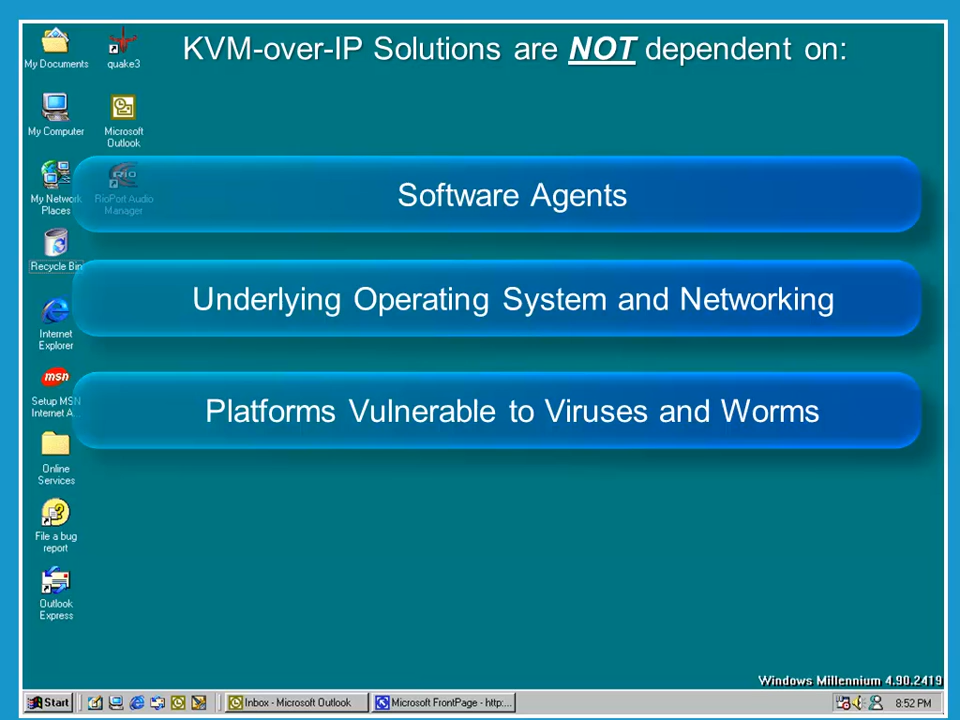 KVM-over-IP Solutions are NOT dependent on:
My Documents
quake3
My Computer
Microsoft
Outlook
My Network
Places
RioPort Audio
Manager
Software Agents
Recycle Bin
Underlying Operating System and Networking
Internet
Explorer
msn
Setup MSN
Internet A...
Platforms Vulnerable to Viruses and Worms
Online
Services
File a bug
report
Outlook
Express
Windows Millennium 4.90.2419
Start
Inbox - Microsoft Outlook
Microsoft FrontPage - http:...
8:52 PM